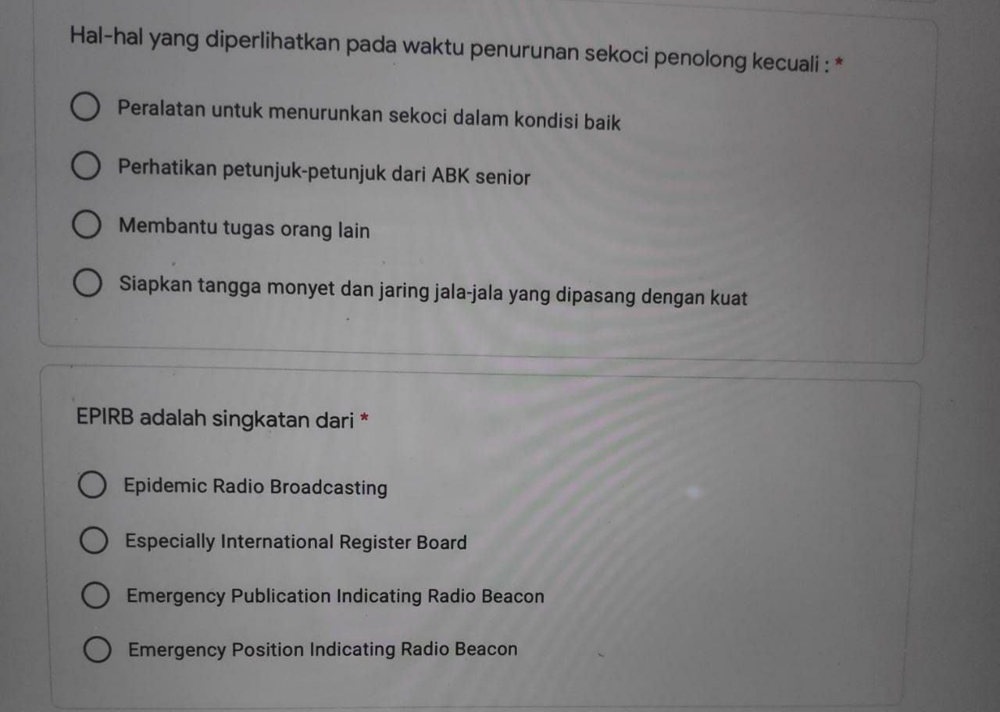 Hal-hal yang diperlihatkan pada waktu penurunan sekoci penolong kecuali : *
Peralatan untuk menurunkan sekoci dalam kondisi baik
Perhatikan petunjuk-petunjuk dari ABK senior
Membantu tugas orang lain
Siapkan tangga monyet dan jaring jala-jala yang dipasang dengan kuat
EPIRB adalah singkatan dari *
Epidemic Radio Broadcasting
Especially International Register Board
Emergency Publication Indicating Radio Beacon
Emergency Position Indicating Radio Beacon